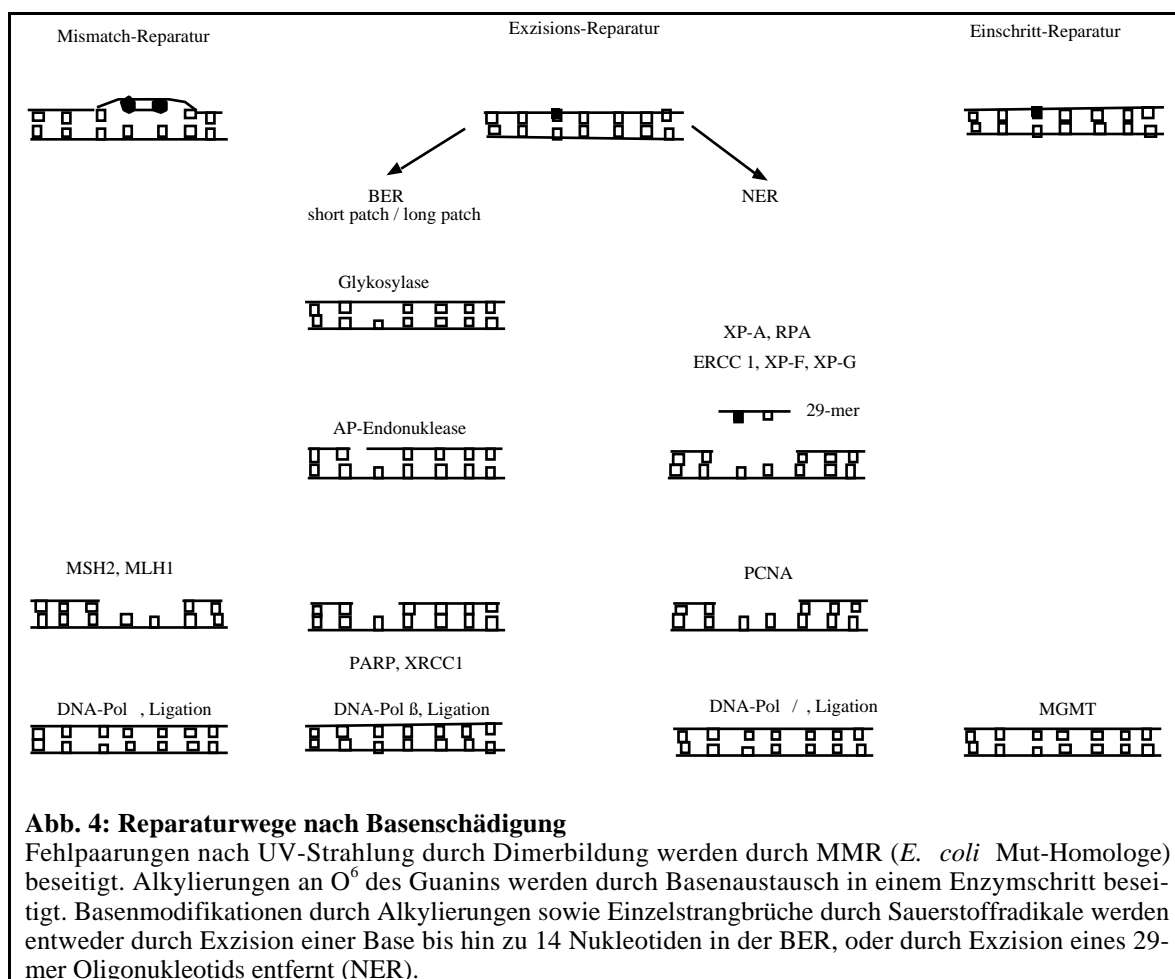 Mismatch-Reparatur
Exzisions-Reparatur
Einschritt-Reparatur
BER
short patch / long patch
NER
Glykosylase
XP-A, RPA
ERCC 1, XP-F, XP-G
29-mer
AP-Endonuklease
MSH2, MLH1
PCNA
PARP, XRCC1
DNA-Pol , Ligation
DNA-Pol ß, Ligation
DNA-Pol / , Ligation
MGMT
Abb. 4: Reparaturwege nach Basenschädigung
Fehlpaarungen nach UV-Strahlung durch Dimerbildung werden durch MMR (E. coli Mut-Homologe)
beseitigt. Alkylierungen an O⁶ des Guanins werden durch Basenaustausch in einem Enzymschritt besei-
tigt. Basenmodifikationen durch Alkylierungen sowie Einzelstrangbrüche durch Sauerstoffradikale werden
entweder durch Exzision einer Base bis hin zu 14 Nukleotiden in der BER, oder durch Exzision eines 29-
mer Oligonukleotids entfernt (NER).